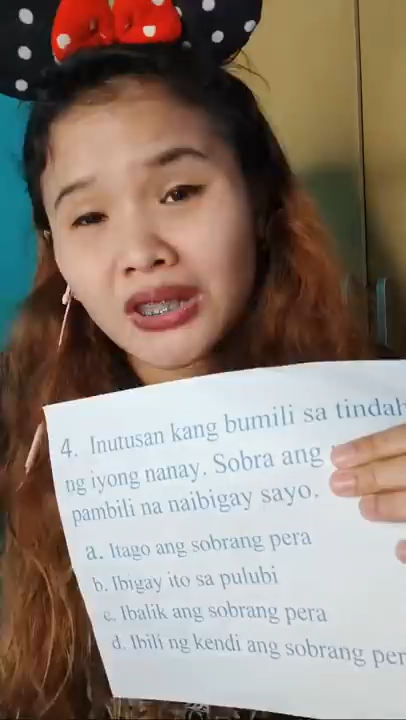 4. Inutusan kang bumili sa tindah
ng iyong nanay. Sobra ang
pambili na naibigay sayo.
a. Itago ang sobrang pera
b. Ibigay ito sa pulubi
c. Ibalik ang sobrang pera
d. Ibili ng kendi ang sobrang per